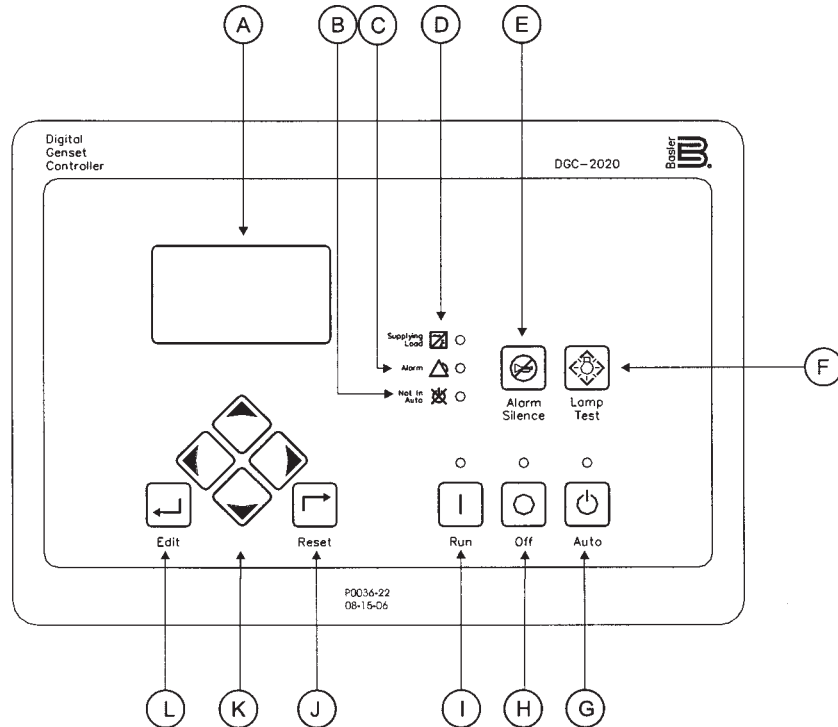 A
B
C
D
E
Digital
Genset
Controller
DGC-2020
Basler
Supplying
Load
Alarm
Not In
Auto
Alarm
Silence
Lamp
Test
F
Edit
Reset
Run
Off
Auto
P0036-22
08-15-06
L
K
J
I
H
G